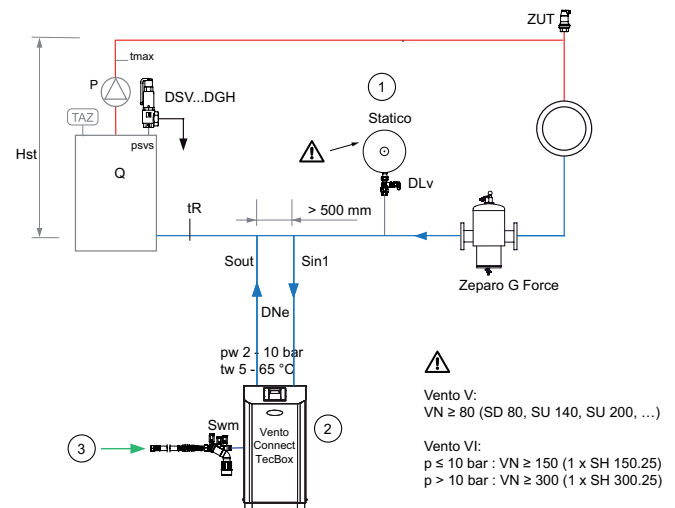 ZUT
tmax
P
DSV...DGH
1
TAZ
Statico
psvs
Hst
Q
DLv
tR
> 500 mm
Sout
Sin1
Zeparo G Force
DNe
pw 2 - 10 bar
tw 5 - 65 °C
Vento V:
VN ≥ 80 (SD 80, SU 140, SU 200, …)
Swm
Vento
Connect
TecBox
2
3
Vento VI:
p ≤ 10 bar : VN ≥ 150 (1 x SH 150.25)
p > 10 bar : VN ≥ 300 (1 x SH 300.25)